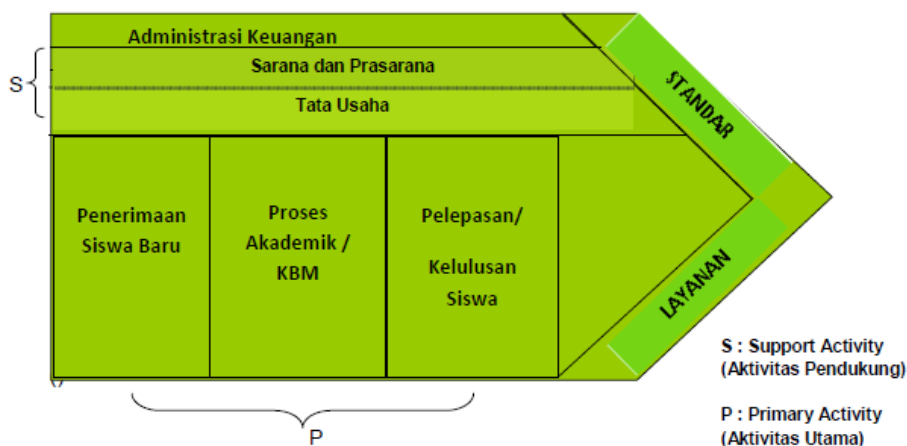 Administrasi Keuangan
Sarana dan Prasarana
Tata Usaha
S
Penerimaan
Siswa Baru
Proses
Akademik /
KBM
Pelepasan/
Kelulusan
Siswa
STANDAR
LAYANAN
P
S : Support Activity
(Aktivitas Pendukung)
P : Primary Activity
(Aktivitas Utama)